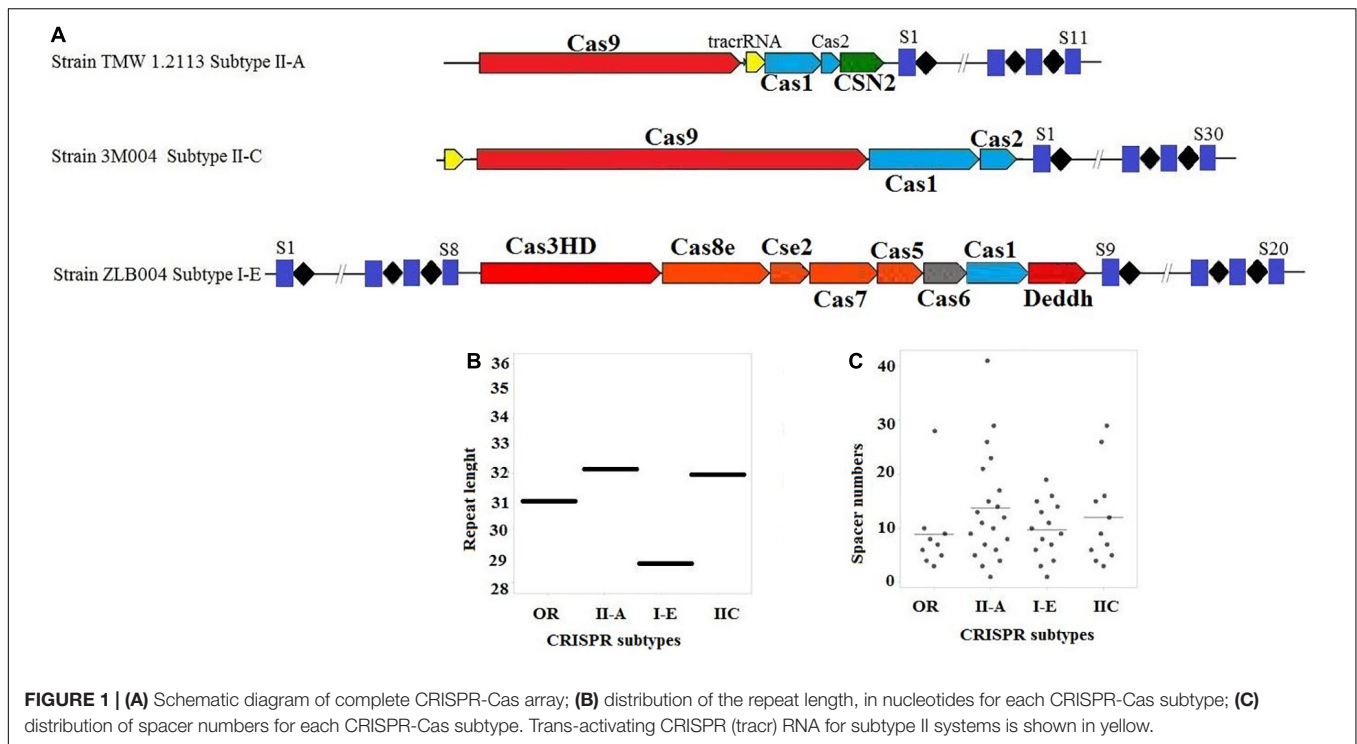 A
Strain TMW 1.2113 Subtype II-A
Cas9
tracrRNA
Cas1
Cas2
CSN2
S1
S11
Strain 3M004 Subtype II-C
Cas9
Cas1
Cas2
S1
S30
Strain ZLB004 Subtype I-E
S1
S8
Cas3HD
Cas8e
Cse2
Cas7
Cas5
Cas6
Cas1
Deddh
S9
S20
B
Repeat lenght
36
35
34
33
32
31
30
29
28
OR II-A I-E IIC
CRISPR subtypes
C
Spacer numbers
40
30
20
10
0
OR II-A I-E IIC
CRISPR subtypes
FIGURE 1 | (A) Schematic diagram of complete CRISPR-Cas array; (B) distribution of the repeat length, in nucleotides for each CRISPR-Cas subtype; (C)
distribution of spacer numbers for each CRISPR-Cas subtype. Trans-activating CRISPR (tracr) RNA for subtype II systems is shown in yellow.